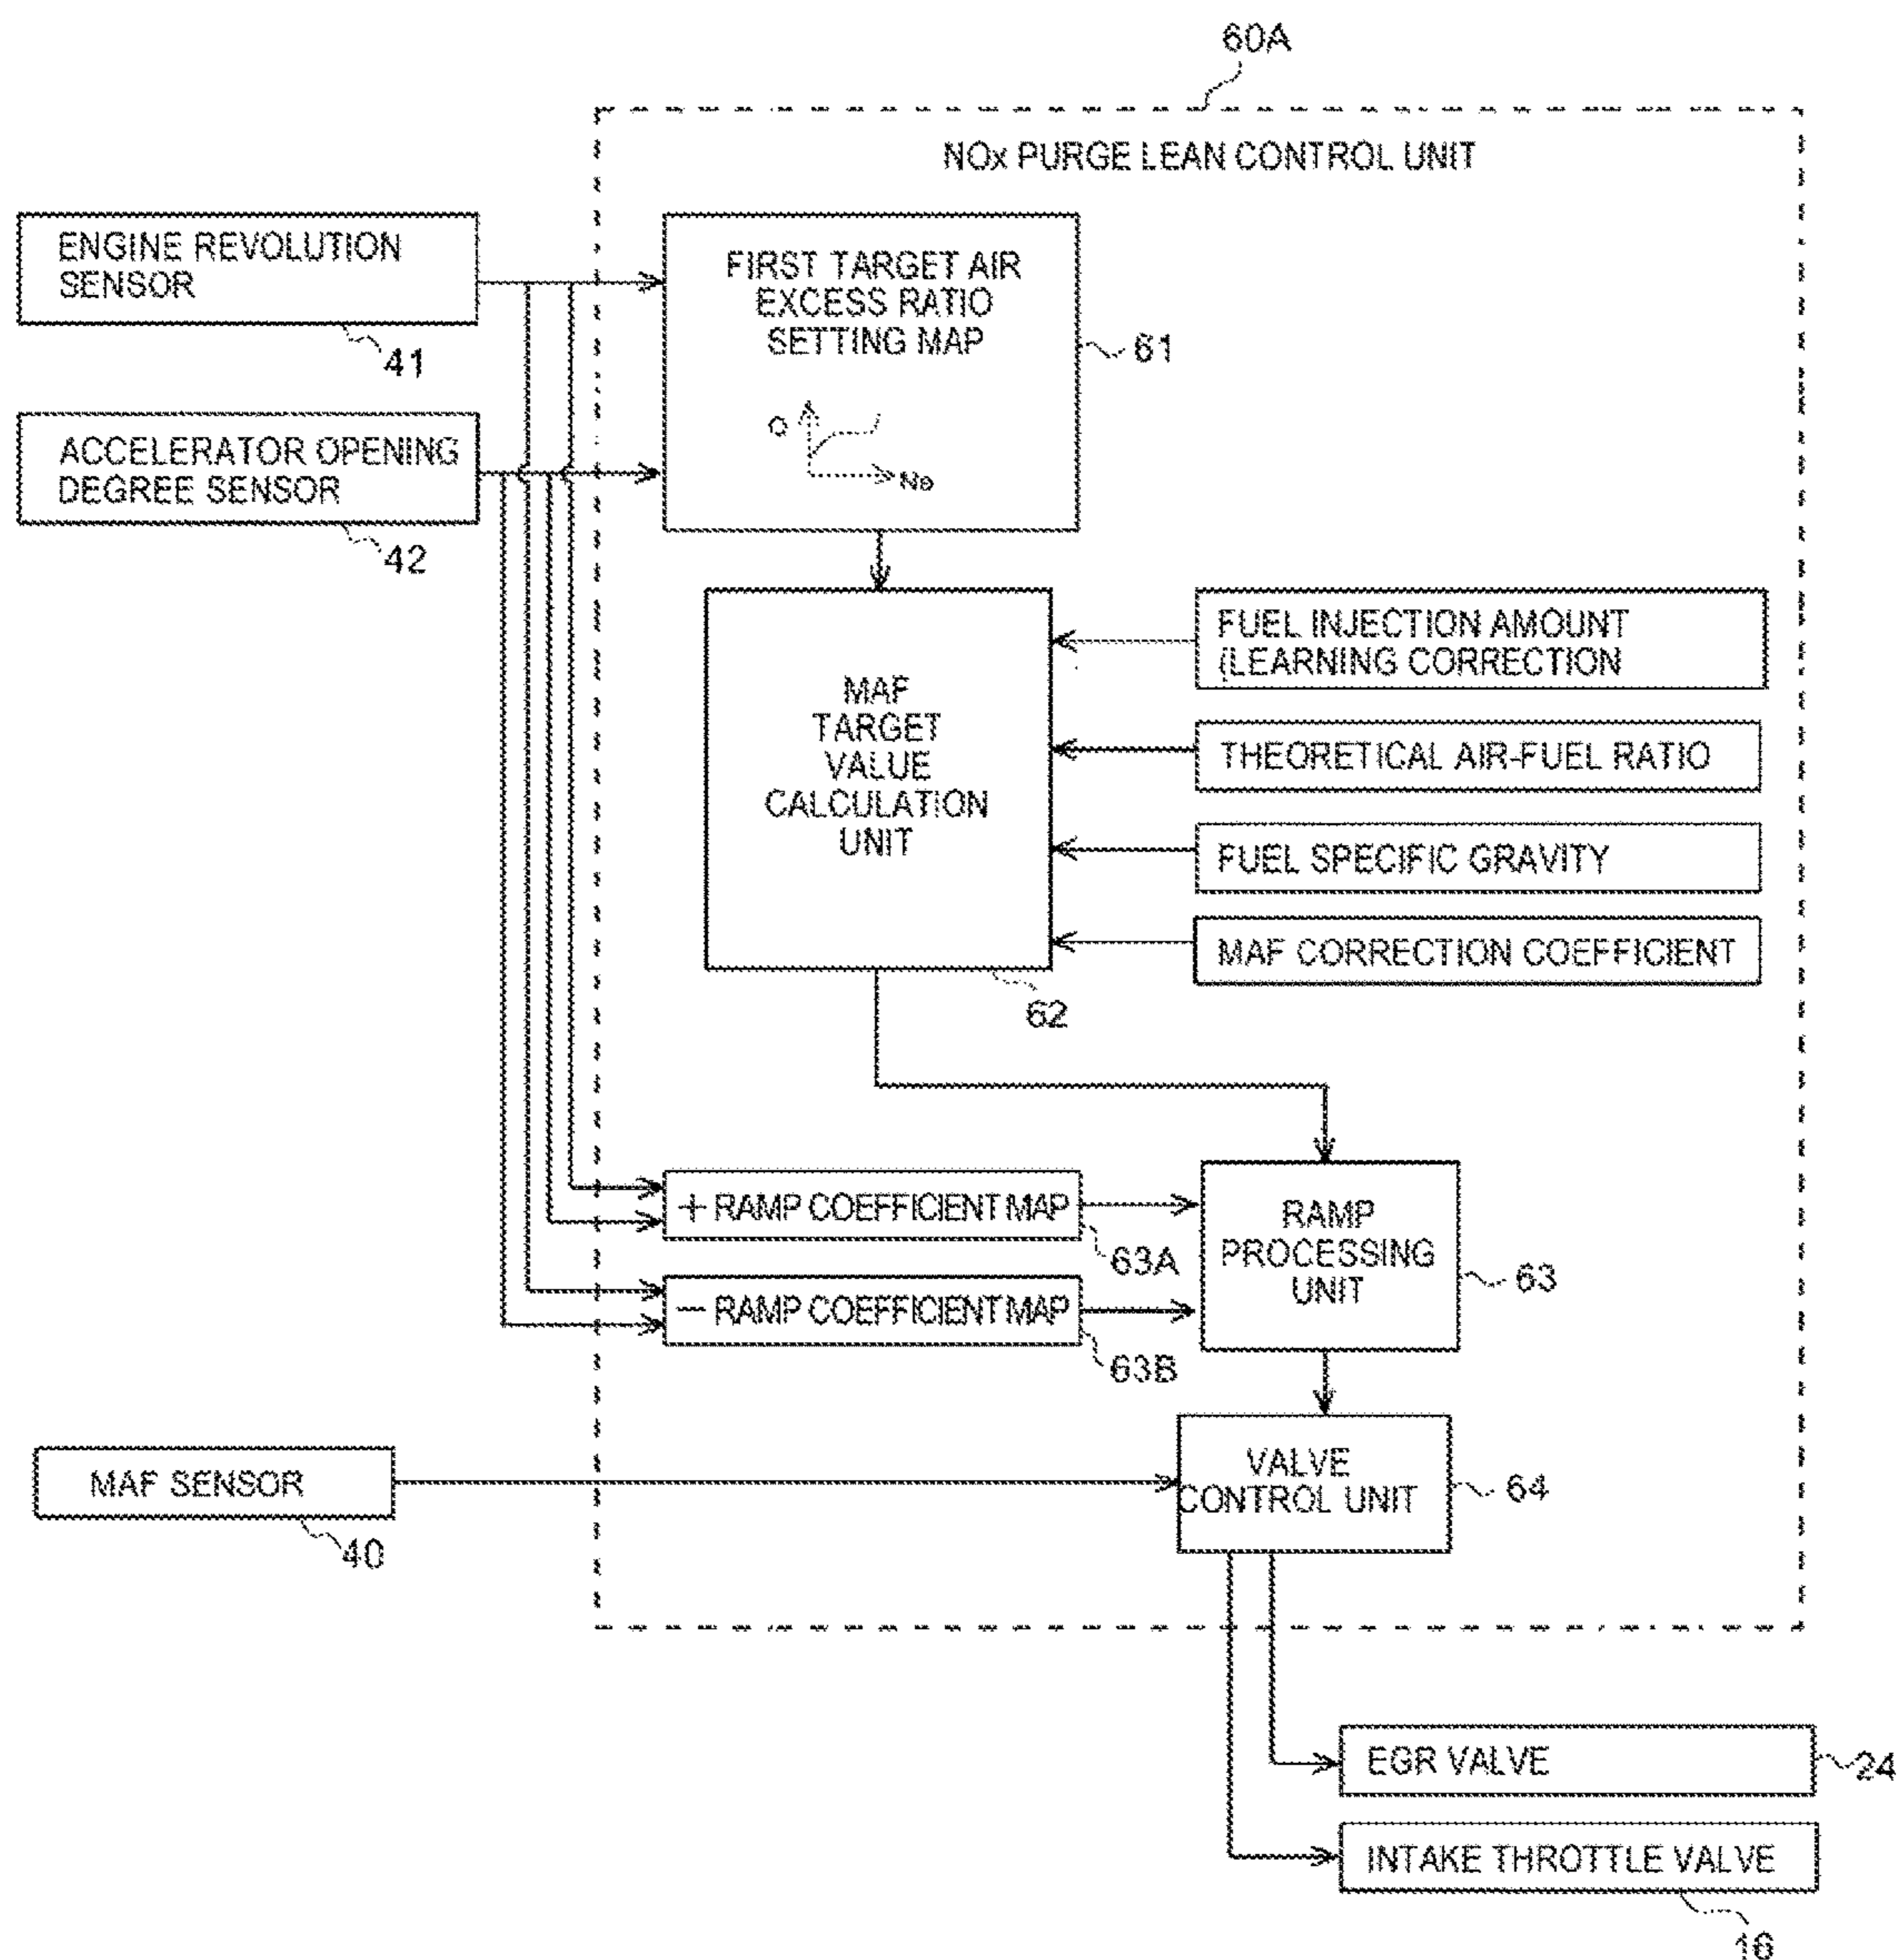 60A
NOx PURGE LEAN CONTROL UNIT
ENGINE REVOLUTION
SENSOR
41
FIRST TARGET AIR
EXCESS RATIO
SETTING MAP
Q
Ne
61
ACCELERATOR OPENING
DEGREE SENSOR
42
MAF
TARGET
VALUE
CALCULATION
UNIT
62
FUEL INJECTION AMOUNT
(LEARNING CORRECTION
THEORETICAL AIR-FUEL RATIO
FUEL SPECIFIC GRAVITY
MAF CORRECTION COEFFICIENT
+ RAMP COEFFICIENT MAP
63A
− RAMP COEFFICIENT MAP
63B
RAMP
PROCESSING
UNIT
63
MAF SENSOR
40
VALVE
CONTROL UNIT
64
EGR VALVE
24
INTAKE THROTTLE VALVE
16